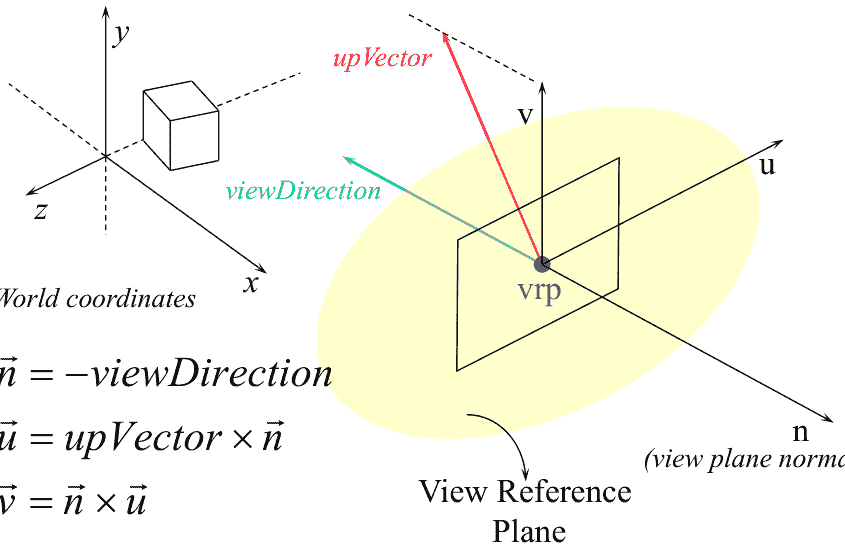 y
upVector
v
u
viewDirection
z
x
vrp
World coordinates
n⃗ = −viewDirection
n
(view plane norma
u⃗ = upVector × n⃗
View Reference
Plane
v⃗ = n⃗ × u⃗